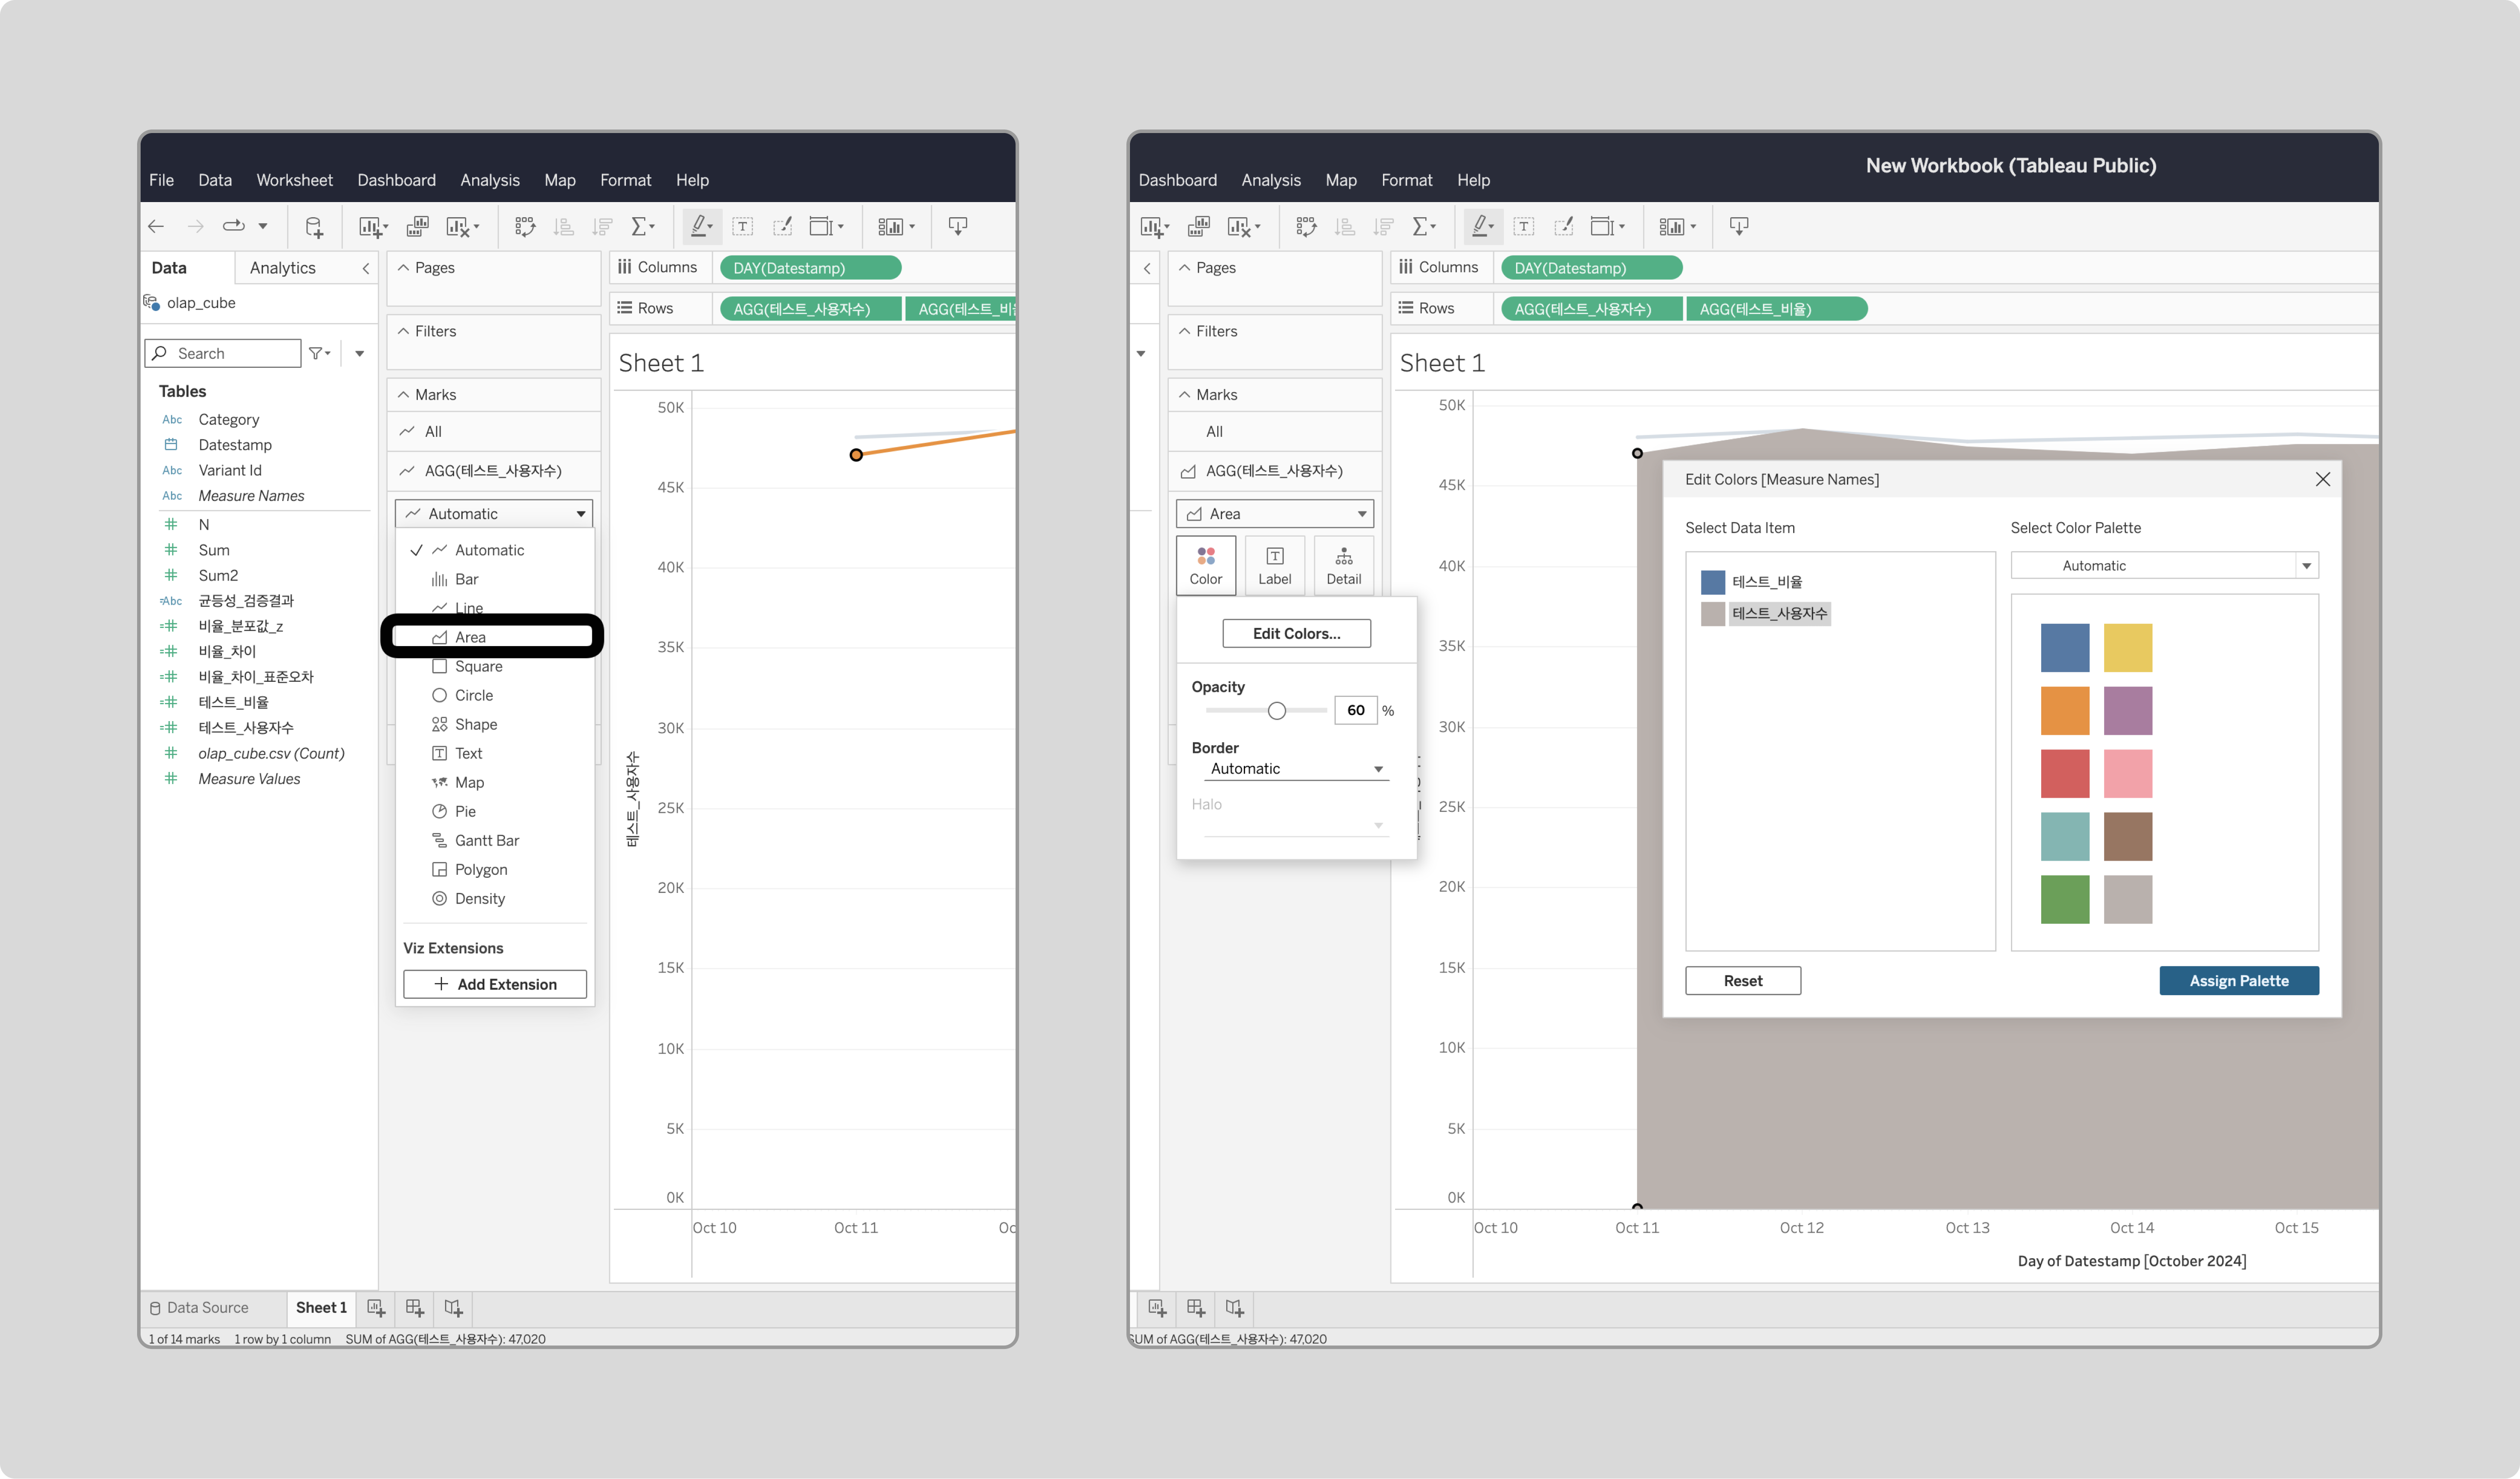 File Data Worksheet Dashboard Analysis Map Format Help
Data Analytics
olap_cube
Search
Tables
Abc Category
Datestamp
Abc Variant Id
Abc Measure Names
N
Sum
Sum2
=Abc 균등성_검증결과
비율_분포값_z
비율_차이
비율_차이_표준오차
테스트_비율
테스트_사용자수
olap_cube.csv (Count)
Measure Values
Pages
Filters
Marks
All
AGG(테스트_사용자수)
Automatic
Automatic
Bar
Line
Area
Square
Circle
Shape
Text
Map
Pie
Gantt Bar
Polygon
Density
Viz Extensions
Add Extension
Columns DAY(Datestamp)
Rows AGG(테스트_사용자수) AGG(테스트_비
Sheet 1
50K
45K
40K
35K
30K
25K
20K
15K
10K
5K
0K
테스트_사용자수
Oct 10 Oct 11 Oc
Data Source Sheet 1
1 of 14 marks 1 row by 1 column SUM of AGG(테스트_사용자수): 47,020
New Workbook (Tableau Public)
Dashboard Analysis Map Format Help
Pages
Filters
Marks
All
AGG(테스트_사용자수)
Area
Color Label Detail
Edit Colors...
Opacity
60 %
Border
Automatic
Halo
Columns DAY(Datestamp)
Rows AGG(테스트_사용자수) AGG(테스트_비율)
Sheet 1
50K
45K
40K
35K
30K
25K
20K
15K
10K
5K
0K
Edit Colors [Measure Names]
Select Data Item
테스트_비율
테스트_사용자수
Select Color Palette
Automatic
Reset
Assign Palette
Oct 10 Oct 11 Oct 12 Oct 13 Oct 14 Oct 15
Day of Datestamp [October 2024]
SUM of AGG(테스트_사용자수): 47,020